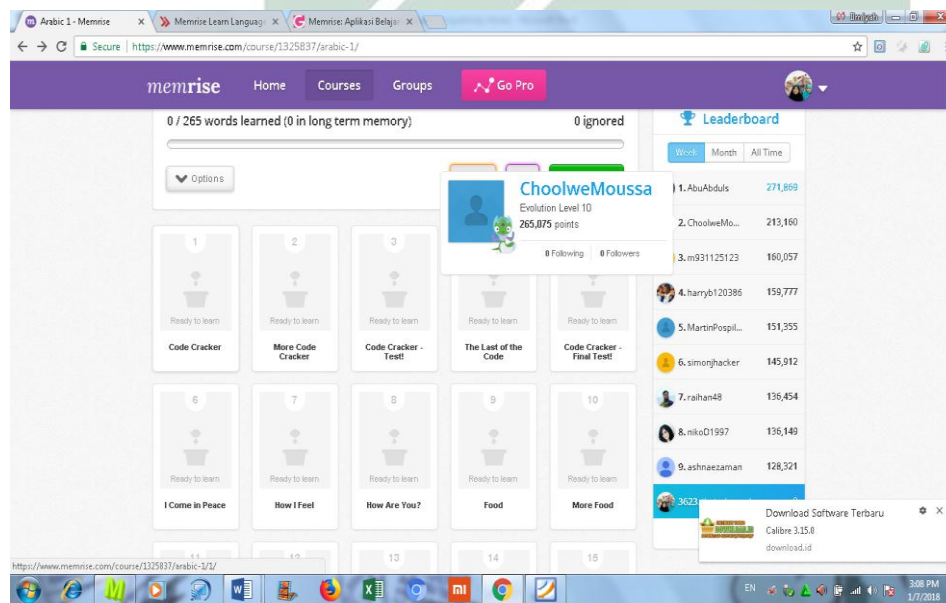 Arabic 1 - Memrise
Memrise Learn Languag
Memrise: Aplikasi Belajar
Secure https://www.memrise.com/course/1325837/arabic-1/
memrise Home Courses Groups Go Pro
0 / 265 words learned (0 in long term memory) 0 ignored
Options
Leaderboard
Week Month All Time
ChoolweMoussa
Evolution Level 10
265,075 points
0 Following 0 Followers
1. AbuAbduls 271,869
2. ChoolweMo... 213,160
3. m931125123 160,057
4. harryb120386 159,777
5. MartinPospil... 151,355
6. simonjhacker 145,912
7. raihan48 136,454
8. nikoD1997 136,149
9. ashnaezaman 128,321
3623
1 2 3
Ready to learn Ready to learn Ready to learn Ready to learn Ready to learn
Code Cracker More Code Cracker Code Cracker - Test! The Last of the Code Code Cracker - Final Test!
6 7 8 9 10
Ready to learn Ready to learn Ready to learn Ready to learn Ready to learn
I Come in Peace How I Feel How Are You? Food More Food
11 12 13 14 15
Download Software Terbaru
Calibre 3.15.0
download.id
https://www.memrise.com/course/1325837/arabic-1/1/
EN
3:08 PM
1/7/2018